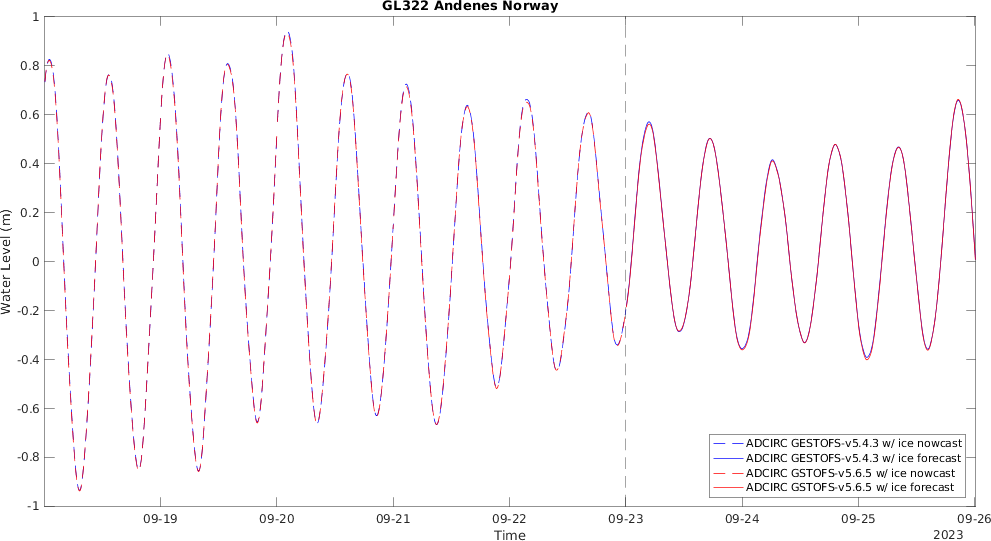 GL322 Andenes Norway
1
0.8
0.6
0.4
0.2
0
-0.2
-0.4
-0.6
-0.8
-1
Water Level (m)
09-19
09-20
09-21
09-22
09-23
09-24
09-25
09-26
Time
2023
ADCIRC GESTOFS-v5.4.3 w/ ice nowcast
ADCIRC GESTOFS-v5.4.3 w/ ice forecast
ADCIRC GSTOFS-v5.6.5 w/ ice nowcast
ADCIRC GSTOFS-v5.6.5 w/ ice forecast